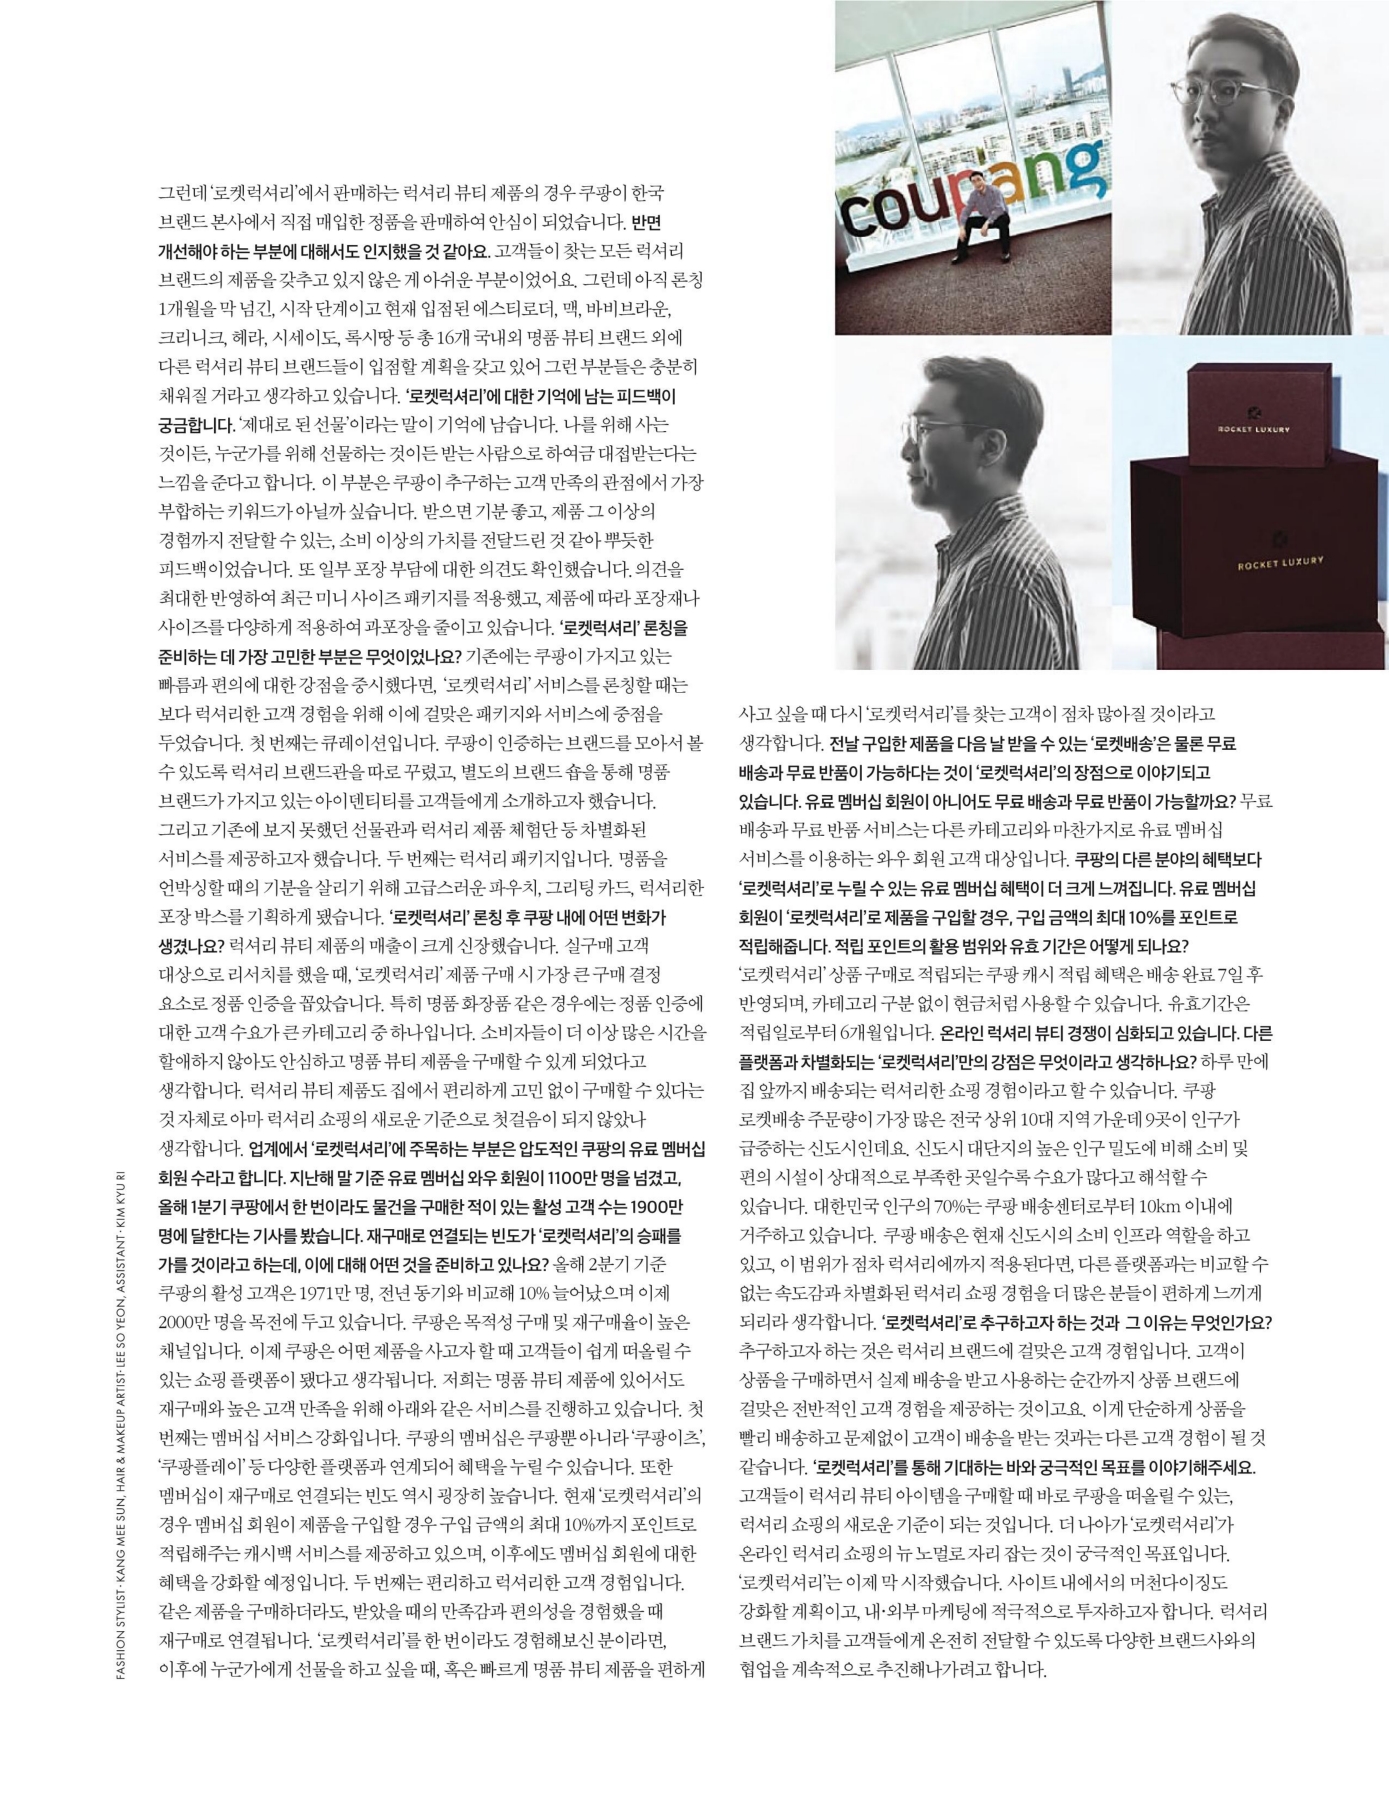 그런데 ‘로켓럭셔리’에서 판매하는 럭셔리 뷰티 제품의 경우 쿠팡이 한국
브랜드 본사에서 직접 매입한 정품을 판매하여 안심이 되었습니다. 반면
개선해야 하는 부분에 대해서도 인지했을 것 같아요. 고객들이 찾는 모든 럭셔리
브랜드의 제품을 갖추고 있지 않은 게 아쉬운 부분이었어요. 그런데 아직 론칭
1개월을 막 넘긴, 시작 단계이고 현재 입점된 에스티로더, 맥, 바비브라운,
크리니크, 헤라, 시세이도, 록시땅 등 총 16개 국내외 명품 뷰티 브랜드 외에
다른 럭셔리 뷰티 브랜드들이 입점할 계획을 갖고 있어 그런 부분들은 충분히
채워질 거라고 생각하고 있습니다. ‘로켓럭셔리’에 대한 기억에 남는 피드백이
궁금합니다. ‘제대로 된 선물’이라는 말이 기억에 남습니다. 나를 위해 사는
것이든, 누군가를 위해 선물하는 것이든 받는 사람으로 하여금 대접받는다는
느낌을 준다고 합니다. 이 부분은 쿠팡이 추구하는 고객 만족의 관점에서 가장
부합하는 키워드가 아닐까 싶습니다. 받으면 기분 좋고, 제품 그 이상의
경험까지 전달할 수 있는, 소비 이상의 가치를 전달드린 것 같아 뿌듯한
피드백이었습니다. 또 일부 포장 부담에 대한 의견도 확인했습니다. 의견을
최대한 반영하여 최근 미니 사이즈 패키지를 적용했고, 제품에 따라 포장재나
사이즈를 다양하게 적용하여 과포장을 줄이고 있습니다. ‘로켓럭셔리’ 론칭을
준비하는 데 가장 고민한 부분은 무엇이었나요? 기존에는 쿠팡이 가지고 있는
빠름과 편의에 대한 강점을 중시했다면, ‘로켓럭셔리’ 서비스를 론칭할 때는
보다 럭셔리한 고객 경험을 위해 이에 걸맞은 패키지와 서비스에 중점을
두었습니다. 첫 번째는 큐레이션입니다. 쿠팡이 인증하는 브랜드를 모아서 볼
수 있도록 럭셔리 브랜드관을 따로 꾸렸고, 별도의 브랜드 숍을 통해 명품
브랜드가 가지고 있는 아이덴티티를 고객들에게 소개하고자 했습니다.
그리고 기존에 보지 못했던 선물관과 럭셔리 제품 체험단 등 차별화된
서비스를 제공하고자 했습니다. 두 번째는 럭셔리 패키지입니다. 명품을
언박싱할 때의 기분을 살리기 위해 고급스러운 파우치, 그리팅 카드, 럭셔리한
포장 박스를 기획하게 됐습니다. ‘로켓럭셔리’ 론칭 후 쿠팡 내에 어떤 변화가
생겼나요? 럭셔리 뷰티 제품의 매출이 크게 신장했습니다. 실구매 고객
대상으로 리서치를 했을 때, ‘로켓럭셔리’ 제품 구매 시 가장 큰 구매 결정
요소로 정품 인증을 꼽았습니다. 특히 명품 화장품 같은 경우에는 정품 인증에
대한 고객 수요가 큰 카테고리 중 하나입니다. 소비자들이 더 이상 많은 시간을
할애하지 않아도 안심하고 명품 뷰티 제품을 구매할 수 있게 되었다고
생각합니다. 럭셔리 뷰티 제품도 집에서 편리하게 고민 없이 구매할 수 있다는
것 자체로 아마 럭셔리 쇼핑의 새로운 기준으로 첫걸음이 되지 않았나
생각합니다. 업계에서 ‘로켓럭셔리’에 주목하는 부분은 압도적인 쿠팡의 유료 멤버십
회원 수라고 합니다. 지난해 말 기준 유료 멤버십 와우 회원이 1100만 명을 넘겼고,
올해 1분기 쿠팡에서 한 번이라도 물건을 구매한 적이 있는 활성 고객 수는 1900만
명에 달한다는 기사를 봤습니다. 재구매로 연결되는 빈도가 ‘로켓럭셔리’의 승패를
가를 것이라고 하는데, 이에 대해 어떤 것을 준비하고 있나요? 올해 2분기 기준
쿠팡의 활성 고객은 1971만 명, 전년 동기와 비교해 10% 늘어났으며 이제
2000만 명을 목전에 두고 있습니다. 쿠팡은 목적성 구매 및 재구매율이 높은
채널입니다. 이제 쿠팡은 어떤 제품을 사고자 할 때 고객들이 쉽게 떠올릴 수
있는 쇼핑 플랫폼이 됐다고 생각됩니다. 저희는 명품 뷰티 제품에 있어서도
재구매와 높은 고객 만족을 위해 아래와 같은 서비스를 진행하고 있습니다. 첫
번째는 멤버십 서비스 강화입니다. 쿠팡의 멤버십은 쿠팡뿐 아니라 ‘쿠팡이츠’,
‘쿠팡플레이’ 등 다양한 플랫폼과 연계되어 혜택을 누릴 수 있습니다. 또한
멤버십이 재구매로 연결되는 빈도 역시 굉장히 높습니다. 현재 ‘로켓럭셔리’의
경우 멤버십 회원이 제품을 구입할 경우 구입 금액의 최대 10%까지 포인트로
적립해주는 캐시백 서비스를 제공하고 있으며, 이후에도 멤버십 회원에 대한
혜택을 강화할 예정입니다. 두 번째는 편리하고 럭셔리한 고객 경험입니다.
같은 제품을 구매하더라도, 받았을 때의 만족감과 편의성을 경험했을 때
재구매로 연결됩니다. ‘로켓럭셔리’를 한 번이라도 경험해보신 분이라면,
이후에 누군가에게 선물을 하고 싶을 때, 혹은 빠르게 명품 뷰티 제품을 편하게
FASHION STYLIST · KANG MEE SUN, HAIR & MAKEUP ARTIST · LEE SO YEON, ASSISTANT · KIM KYU RI
coupang
ROCKET LUXURY
ROCKET LUXURY
사고 싶을 때 다시 ‘로켓럭셔리’를 찾는 고객이 점차 많아질 것이라고
생각합니다. 전날 구입한 제품을 다음 날 받을 수 있는 ‘로켓배송’은 물론 무료
배송과 무료 반품이 가능하다는 것이 ‘로켓럭셔리’의 장점으로 이야기되고
있습니다. 유료 멤버십 회원이 아니어도 무료 배송과 무료 반품이 가능할까요? 무료
배송과 무료 반품 서비스는 다른 카테고리와 마찬가지로 유료 멤버십
서비스를 이용하는 와우 회원 고객 대상입니다. 쿠팡의 다른 분야의 혜택보다
‘로켓럭셔리’로 누릴 수 있는 유료 멤버십 혜택이 더 크게 느껴집니다. 유료 멤버십
회원이 ‘로켓럭셔리’로 제품을 구입할 경우, 구입 금액의 최대 10%를 포인트로
적립해줍니다. 적립 포인트의 활용 범위와 유효 기간은 어떻게 되나요?
‘로켓럭셔리’ 상품 구매로 적립되는 쿠팡 캐시 적립 혜택은 배송 완료 7일 후
반영되며, 카테고리 구분 없이 현금처럼 사용할 수 있습니다. 유효기간은
적립일로부터 6개월입니다. 온라인 럭셔리 뷰티 경쟁이 심화되고 있습니다. 다른
플랫폼과 차별화되는 ‘로켓럭셔리’만의 강점은 무엇이라고 생각하나요? 하루 만에
집 앞까지 배송되는 럭셔리한 쇼핑 경험이라고 할 수 있습니다. 쿠팡
로켓배송 주문량이 가장 많은 전국 상위 10대 지역 가운데 9곳이 인구가
급증하는 신도시인데요. 신도시 대단지의 높은 인구 밀도에 비해 소비 및
편의 시설이 상대적으로 부족한 곳일수록 수요가 많다고 해석할 수
있습니다. 대한민국 인구의 70%는 쿠팡 배송센터로부터 10km 이내에
거주하고 있습니다. 쿠팡 배송은 현재 신도시의 소비 인프라 역할을 하고
있고, 이 범위가 점차 럭셔리에까지 적용된다면, 다른 플랫폼과는 비교할 수
없는 속도감과 차별화된 럭셔리 쇼핑 경험을 더 많은 분들이 편하게 느끼게
되리라 생각합니다. ‘로켓럭셔리’로 추구하고자 하는 것과 그 이유는 무엇인가요?
추구하고자 하는 것은 럭셔리 브랜드에 걸맞은 고객 경험입니다. 고객이
상품을 구매하면서 실제 배송을 받고 사용하는 순간까지 상품 브랜드에
걸맞은 전반적인 고객 경험을 제공하는 것이고요. 이게 단순하게 상품을
빨리 배송하고 문제없이 고객이 배송을 받는 것과는 다른 고객 경험이 될 것
같습니다. ‘로켓럭셔리’를 통해 기대하는 바와 궁극적인 목표를 이야기해주세요.
고객들이 럭셔리 뷰티 아이템을 구매할 때 바로 쿠팡을 떠올릴 수 있는,
럭셔리 쇼핑의 새로운 기준이 되는 것입니다. 더 나아가 ‘로켓럭셔리’가
온라인 럭셔리 쇼핑의 뉴 노멀로 자리 잡는 것이 궁극적인 목표입니다.
‘로켓럭셔리’는 이제 막 시작했습니다. 사이트 내에서의 머천다이징도
강화할 계획이고, 내·외부 마케팅에 적극적으로 투자하고자 합니다. 럭셔리
브랜드 가치를 고객들에게 온전히 전달할 수 있도록 다양한 브랜드사와의
협업을 계속적으로 추진해나가려고 합니다.